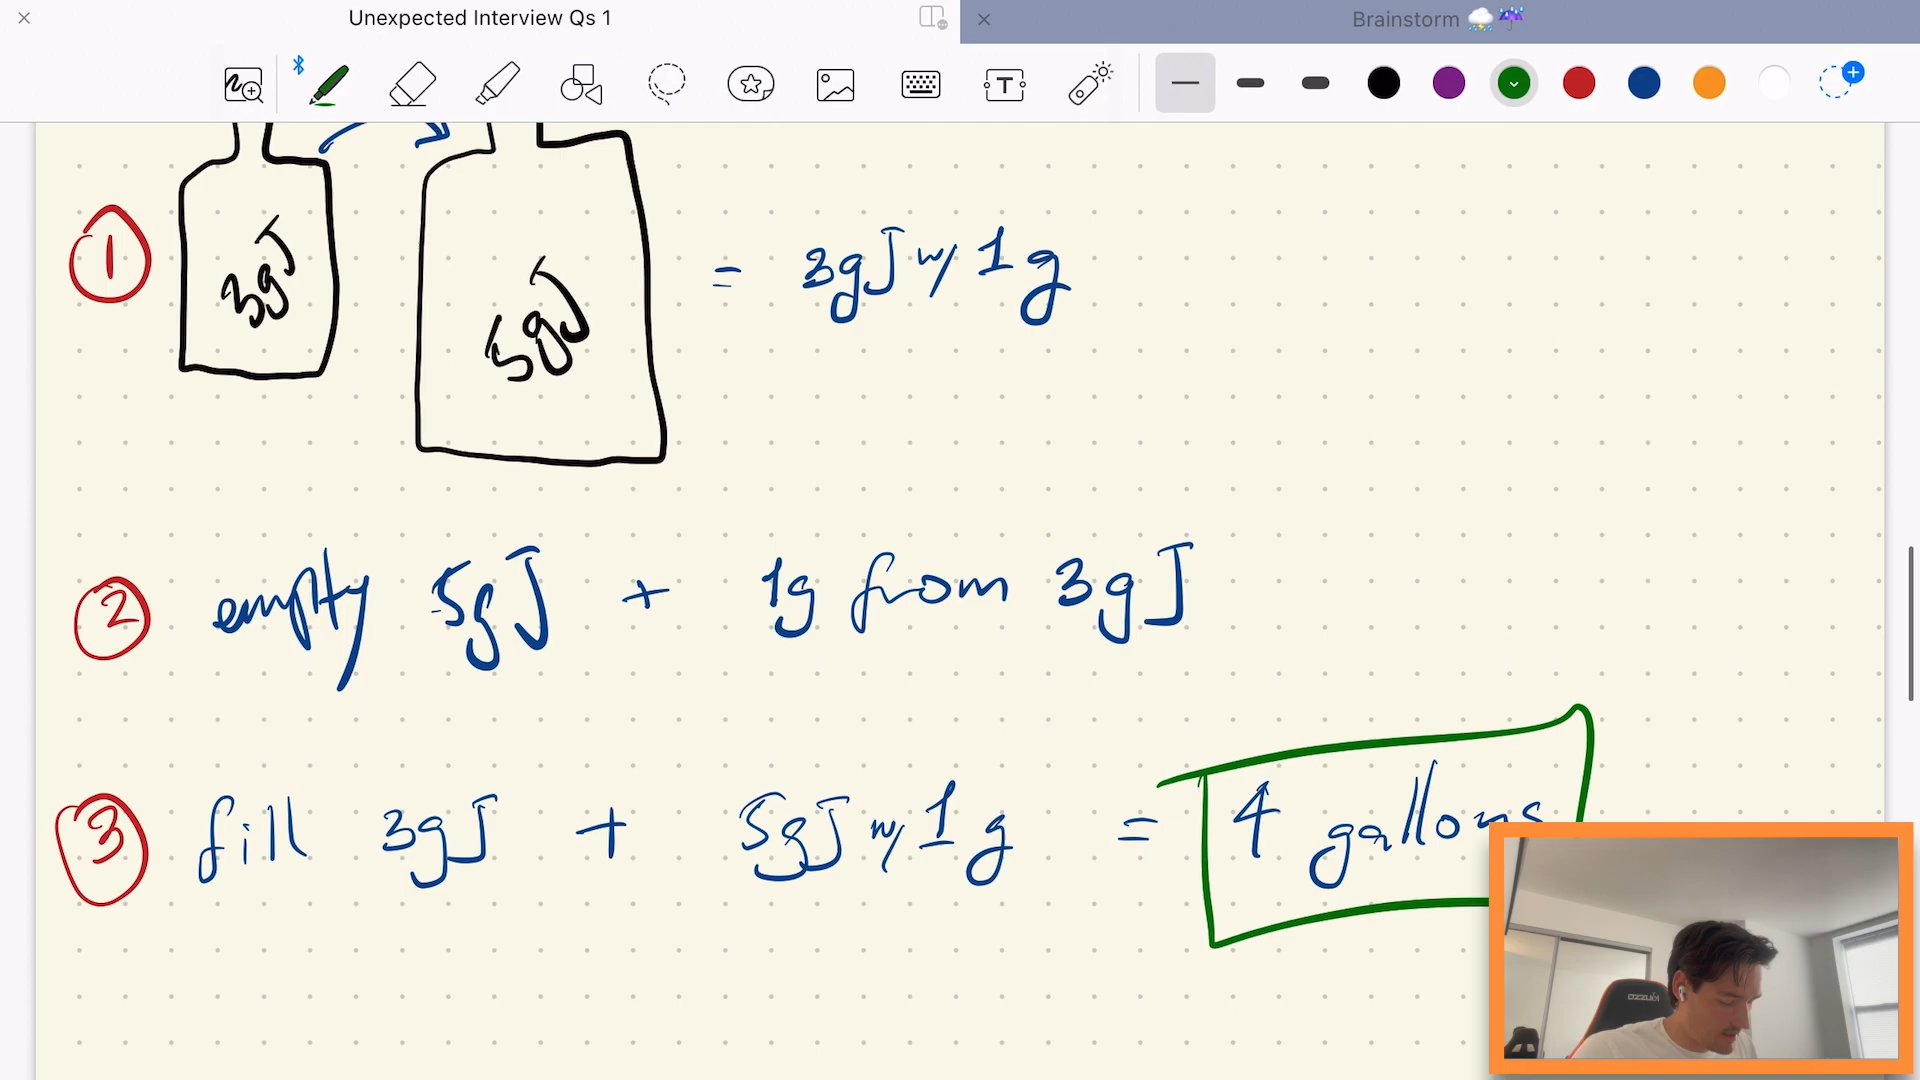 Unexpected Interview Qs 1
Brainstorm 🌧️☔
① 3gJ 5gJ = 3gJ w/ 1g
② empty 5gJ + 1g from 3gJ
③ fill 3gJ + 5gJ w/ 1g = 4 gallons